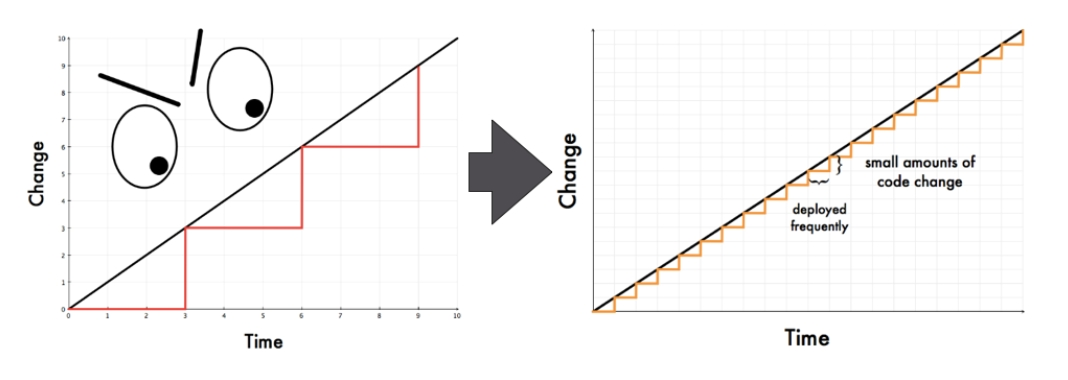 10
9
8
7
6
5
4
3
2
1
0
0 1 2 3 4 5 6 7 8 9 10
Change
Time
Change
small amounts of
code change
deployed
frequently
Time